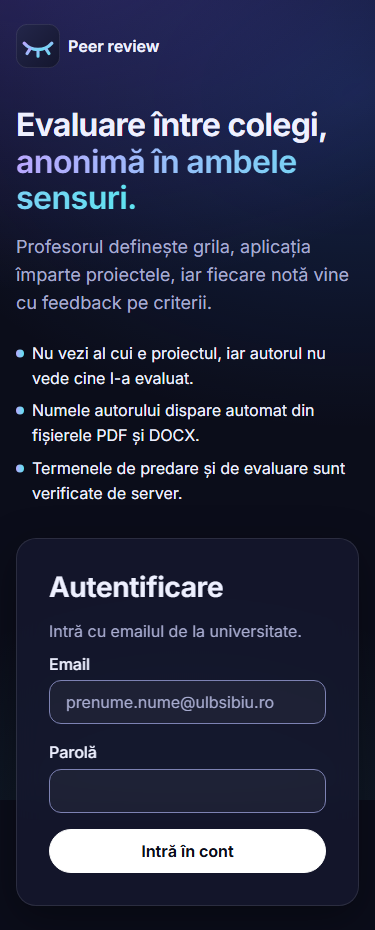 Peer review
Evaluare între colegi,
anonimă în ambele
sensuri.
Profesorul definește grila, aplicația
împarte proiectele, iar fiecare notă vine
cu feedback pe criterii.
Nu vezi al cui e proiectul, iar autorul nu
vede cine l-a evaluat.
Numele autorului dispare automat din
fișierele PDF și DOCX.
Termenele de predare și de evaluare sunt
verificate de server.
Autentificare
Intră cu emailul de la universitate.
Email
prenume.nume@ulbsibiu.ro
Parolă
Intră în cont